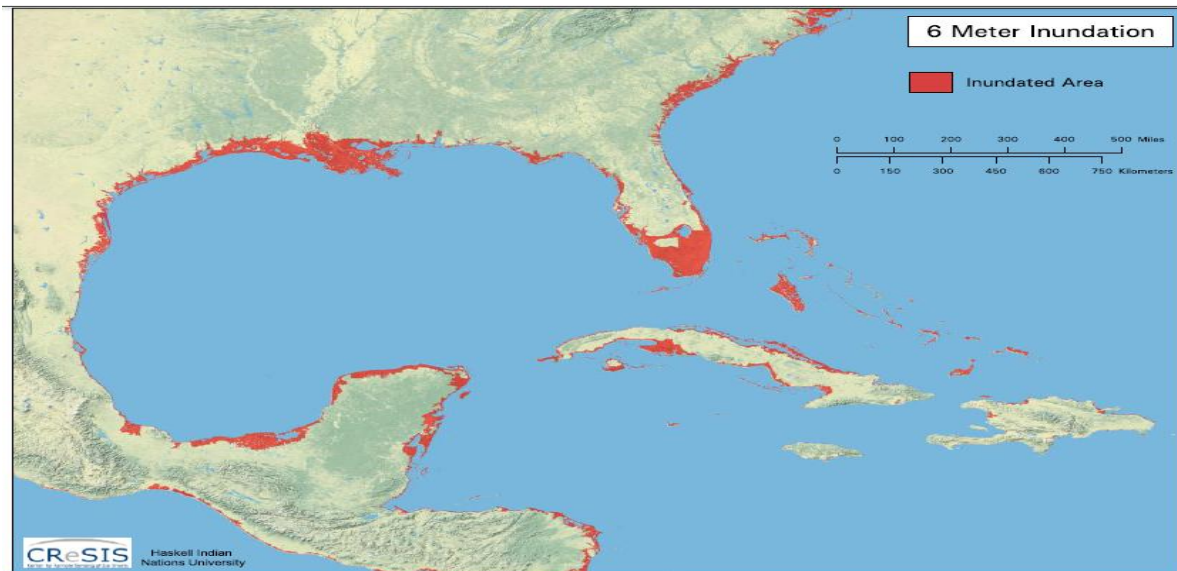 6 Meter Inundation
Inundated Area
0 100 200 300 400 500 Miles
0 150 300 450 600 750 Kilometers
CReSIS
Haskell Indian
Nations University